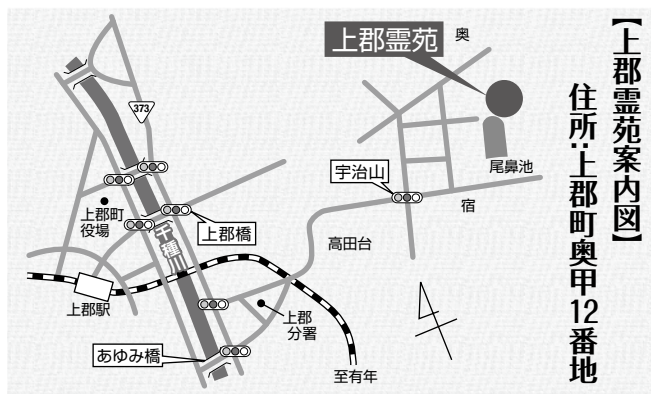 【上郡霊苑案内図】
住所:上郡町奥甲12番地
上郡霊苑
奥
373
尾鼻池
宇治山
宿
上郡町
役場
上郡橋
千種川
高田台
上郡駅
上郡
分署
あゆみ橋
至有年